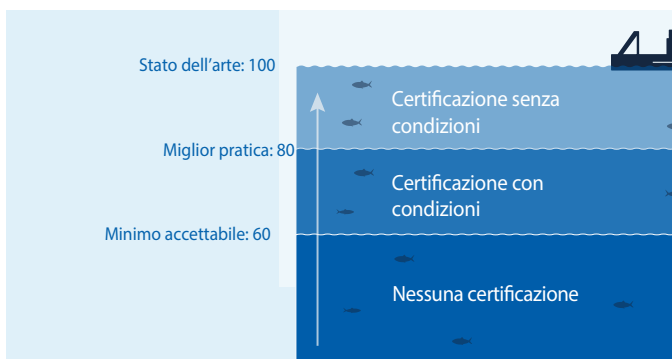 Stato dell'arte: 100
Certificazione senza
condizioni
Miglior pratica: 80
Certificazione con
condizioni
Minimo accettabile: 60
Nessuna certificazione